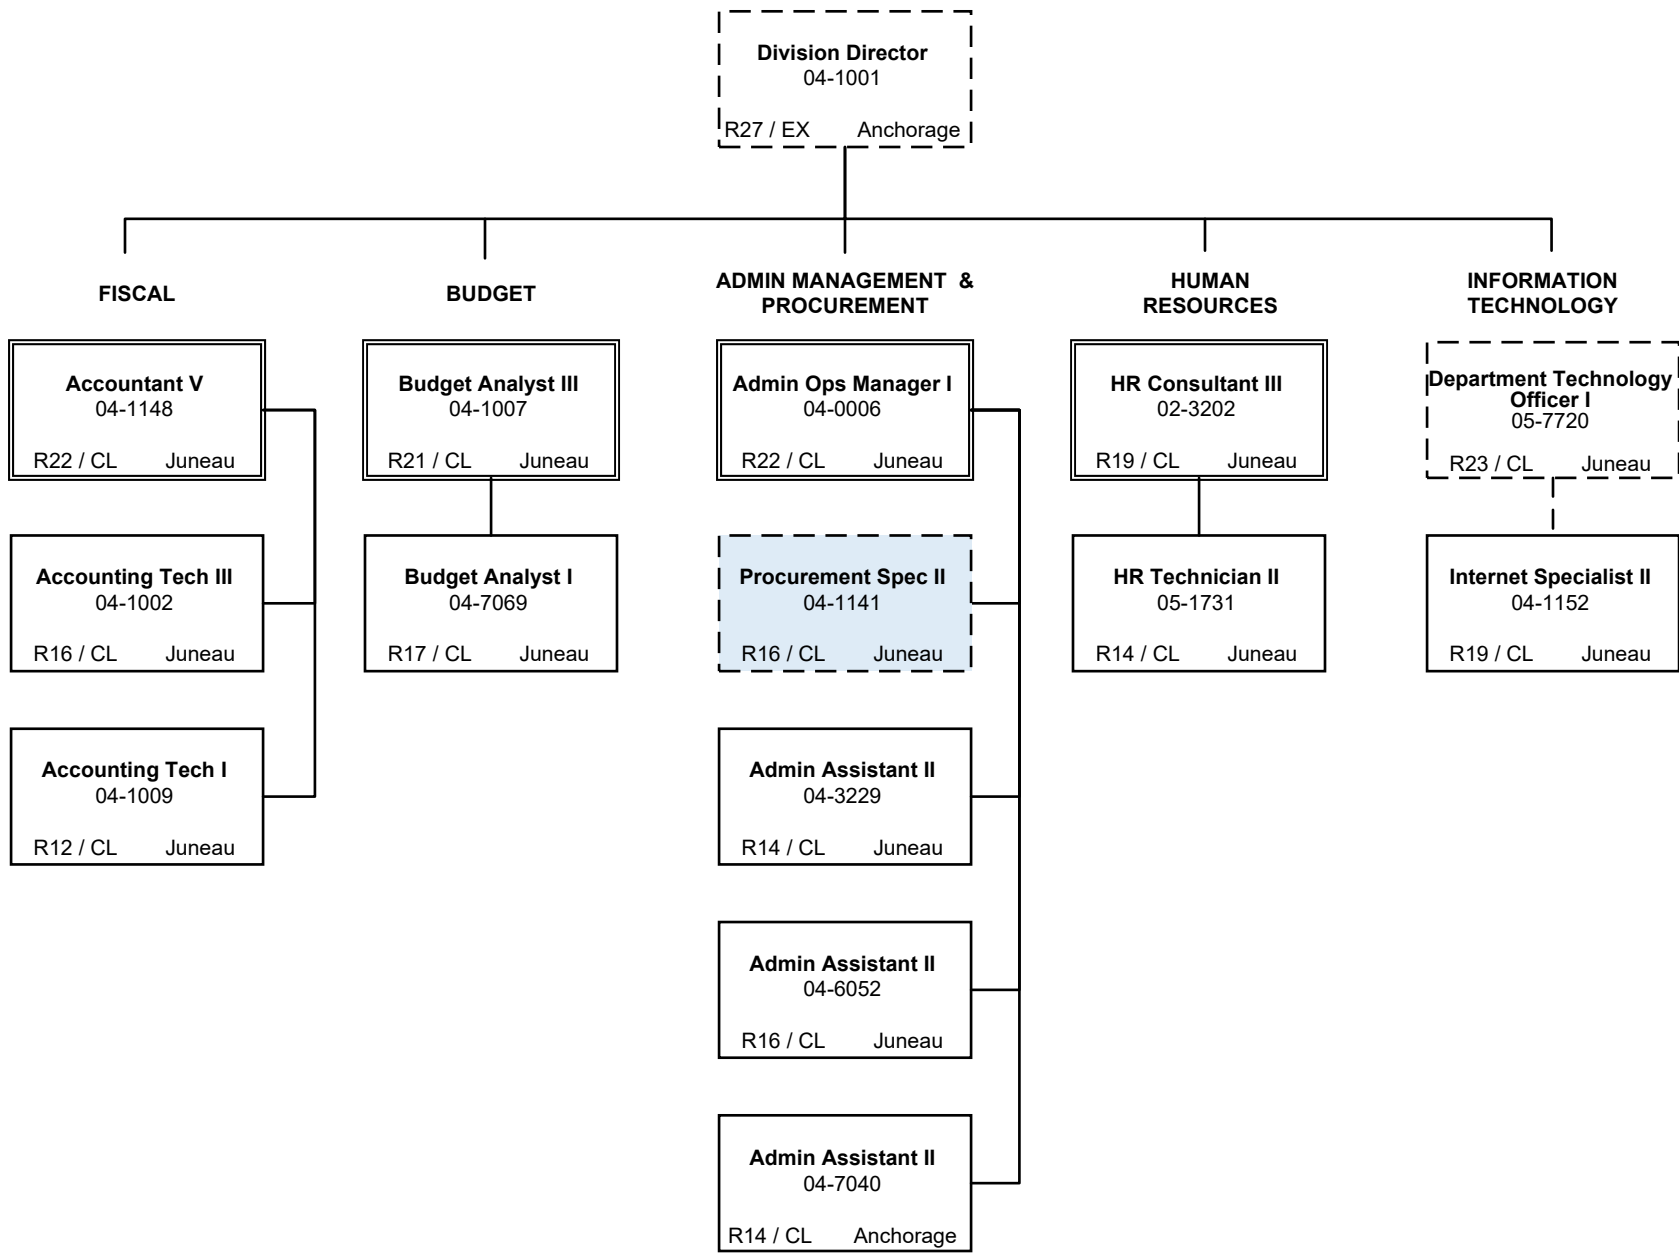 Division Director
04-1001
R27 / EX Anchorage
FISCAL
BUDGET
ADMIN MANAGEMENT &
PROCUREMENT
HUMAN
RESOURCES
INFORMATION
TECHNOLOGY
Accountant V
04-1148
R22 / CL Juneau
Budget Analyst III
04-1007
R21 / CL Juneau
Admin Ops Manager I
04-0006
R22 / CL Juneau
HR Consultant III
02-3202
R19 / CL Juneau
Department Technology
Officer I
05-7720
R23 / CL Juneau
Accounting Tech III
04-1002
R16 / CL Juneau
Budget Analyst I
04-7069
R17 / CL Juneau
Procurement Spec II
04-1141
R16 / CL Juneau
HR Technician II
05-1731
R14 / CL Juneau
Internet Specialist II
04-1152
R19 / CL Juneau
Accounting Tech I
04-1009
R12 / CL Juneau
Admin Assistant II
04-3229
R14 / CL Juneau
Admin Assistant II
04-6052
R16 / CL Juneau
Admin Assistant II
04-7040
R14 / CL Anchorage